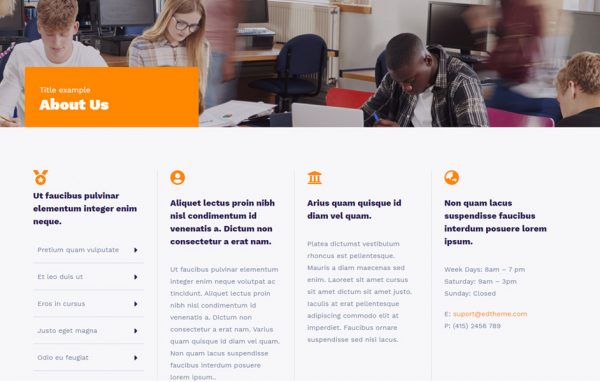 Title example
About Us
Ut faucibus pulvinar
elementum integer enim
neque.
Pretium quam vulputate
Et leo duis ut
Eros in cursus
Justo eget magna
Odio eu feugiat
Aliquet lectus proin nibh
nisl condimentum id
venenatis a. Dictum non
consectetur a erat nam.
Ut faucibus pulvinar elementum
integer enim neque volutpat ac
tincidunt. Aliquet lectus proin
nibh nisl condimentum id
venenatis a. Dictum non
consectetur a erat nam. Varius
quam quisque id diam vel quam.
Non quam lacus suspendisse
faucibus interdum posuere
lorem ipsum..
Arius quam quisque id
diam vel quam.
Platea dictumst vestibulum
rhoncus est pellentesque.
Mauris a diam maecenas sed
enim. Laoreet sit amet cursus
sit amet dictum sit amet justo.
Iaculis at erat pellentesque
adipiscing commodo elit at
imperdiet. Faucibus ornare
suspendisse sed nisi lacus.
Non quam lacus
suspendisse faucibus
interdum posuere lorem
ipsum.
Week Days: 8am – 7 pm
Saturday: 9am – 3pm
Sunday: Closed
E: suport@edtheme.com
P: (415) 2456 789